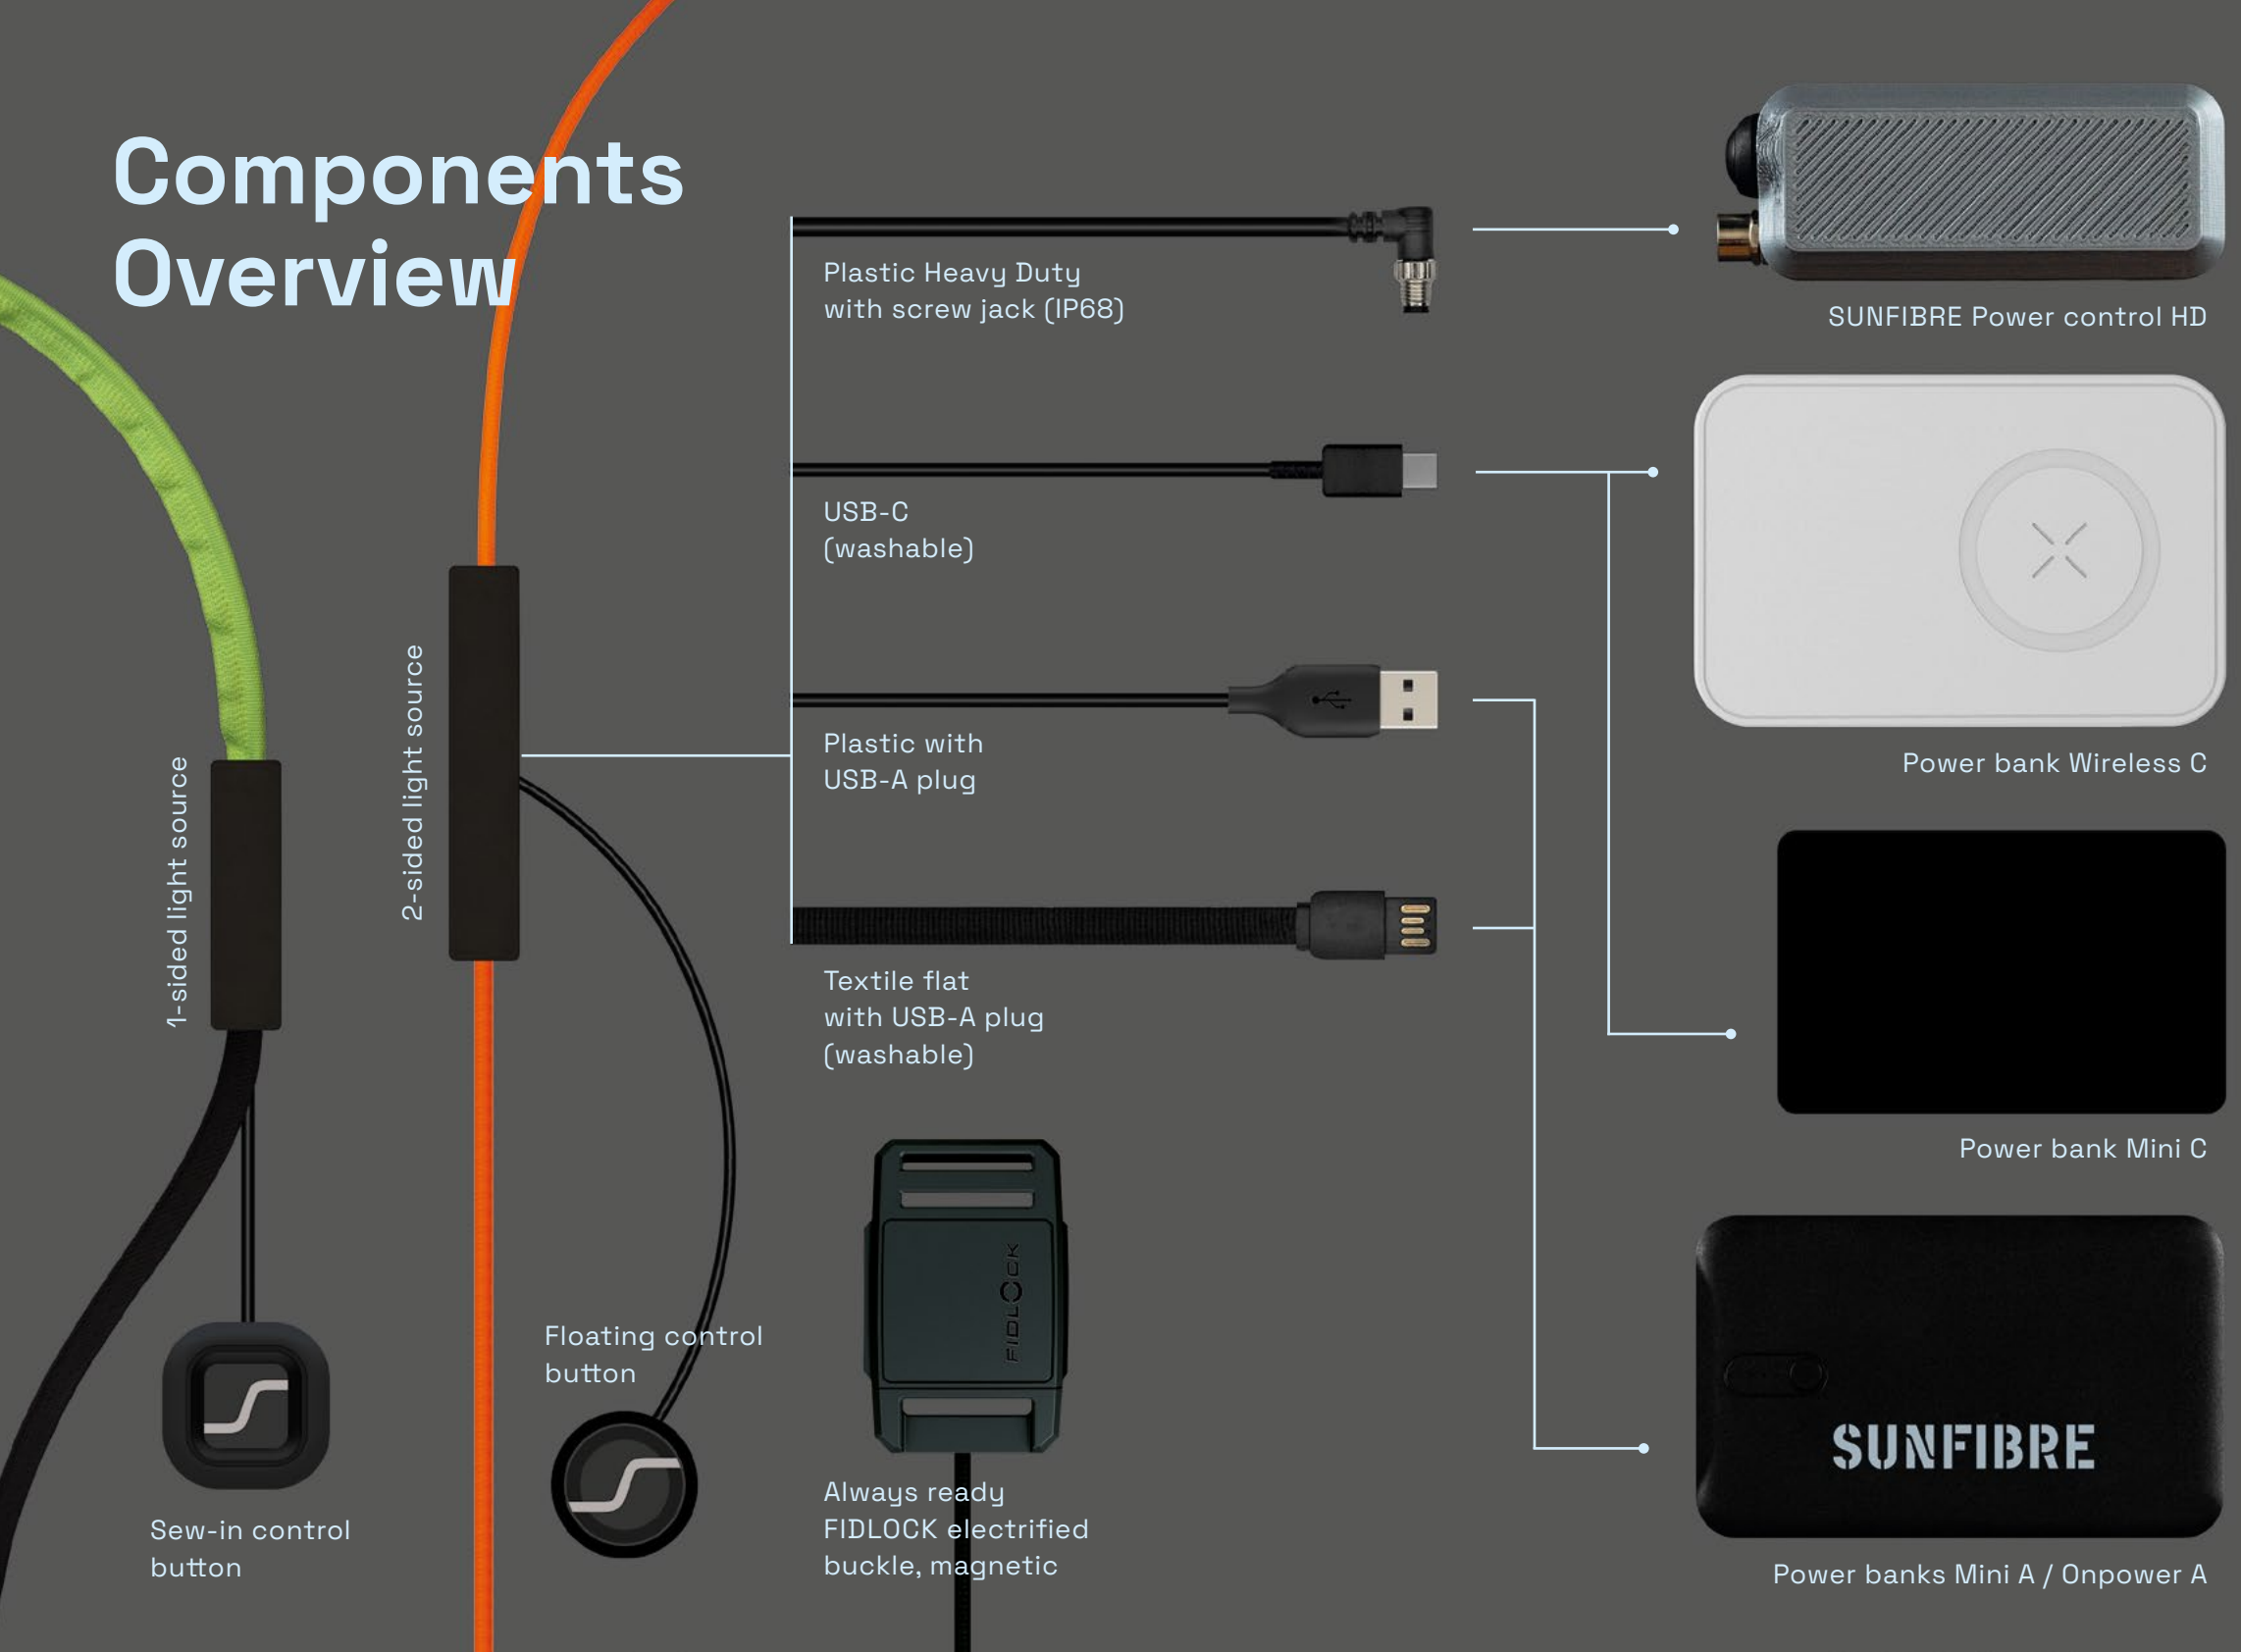 Components
Overview
Plastic Heavy Duty
with screw jack (IP68)
SUNFIBRE Power control HD
USB-C
(washable)
Power bank Wireless C
Plastic with
USB-A plug
1-sided light source
2-sided light source
Textile flat
with USB-A plug
(washable)
Power bank Mini C
FIDLOCK
Floating control
button
SUNFIBRE
Always ready
FIDLOCK electrified
buckle, magnetic
Sew-in control
button
Power banks Mini A / Onpower A